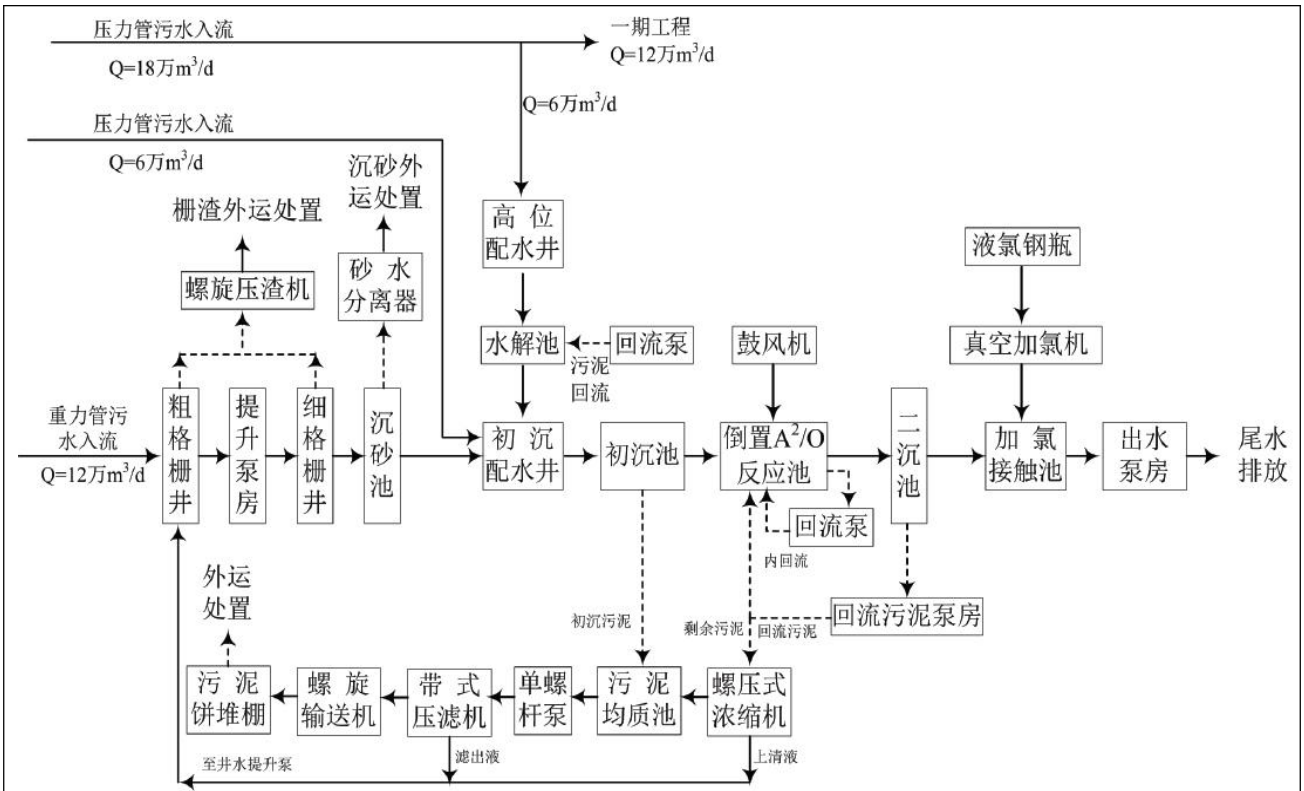 压力管污水入流
Q=18万m³/d
一期工程
Q=12万m³/d
Q=6万m³/d
压力管污水入流
Q=6万m³/d
沉砂外
运处置
栅渣外运处置
高 位
配水井
液氯钢瓶
砂 水
分离器
螺旋压渣机
水解池
回流泵
污泥
回流
鼓风机
真空加氯机
重力管污
水入流
Q=12万m³/d
粗格栅井
提升泵房
细格栅井
沉砂池
初 沉
配水井
初沉池
倒置A²/O
反应池
二沉池
加 氯
接触池
出 水
泵房
尾水
排放
回流泵
内回流
外运
处置
初沉污泥
剩余污泥
回流污泥
回流污泥泵房
污 泥
饼堆棚
螺 旋
输送机
带 式
压滤机
单螺
杆泵
污 泥
均质池
螺压式
浓缩机
至井水提升泵
滤出液
上清液